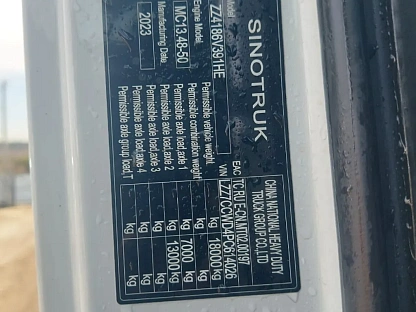 SINOTRUK
CHINA NATIONAL HEAVY DUTY
TRUCK GROUP CO.,LTD
Model
ZZ4186V391HE
EAC TC RU E-CN.MT02.00197
Engine Model
VIN LZZ7CCWD4PC614026
MC13.48-50
Permissible vehicle weight 18000 kg
Permissible combination weight kg
Manufacturing Date
Permissible axle load,axle 1 7000 kg
2023
Permissible axle load,axle 2 13000 kg
Permissible axle load,axle 3 kg
Permissible axle load,axle 4 kg
Permissible axle group load,T kg